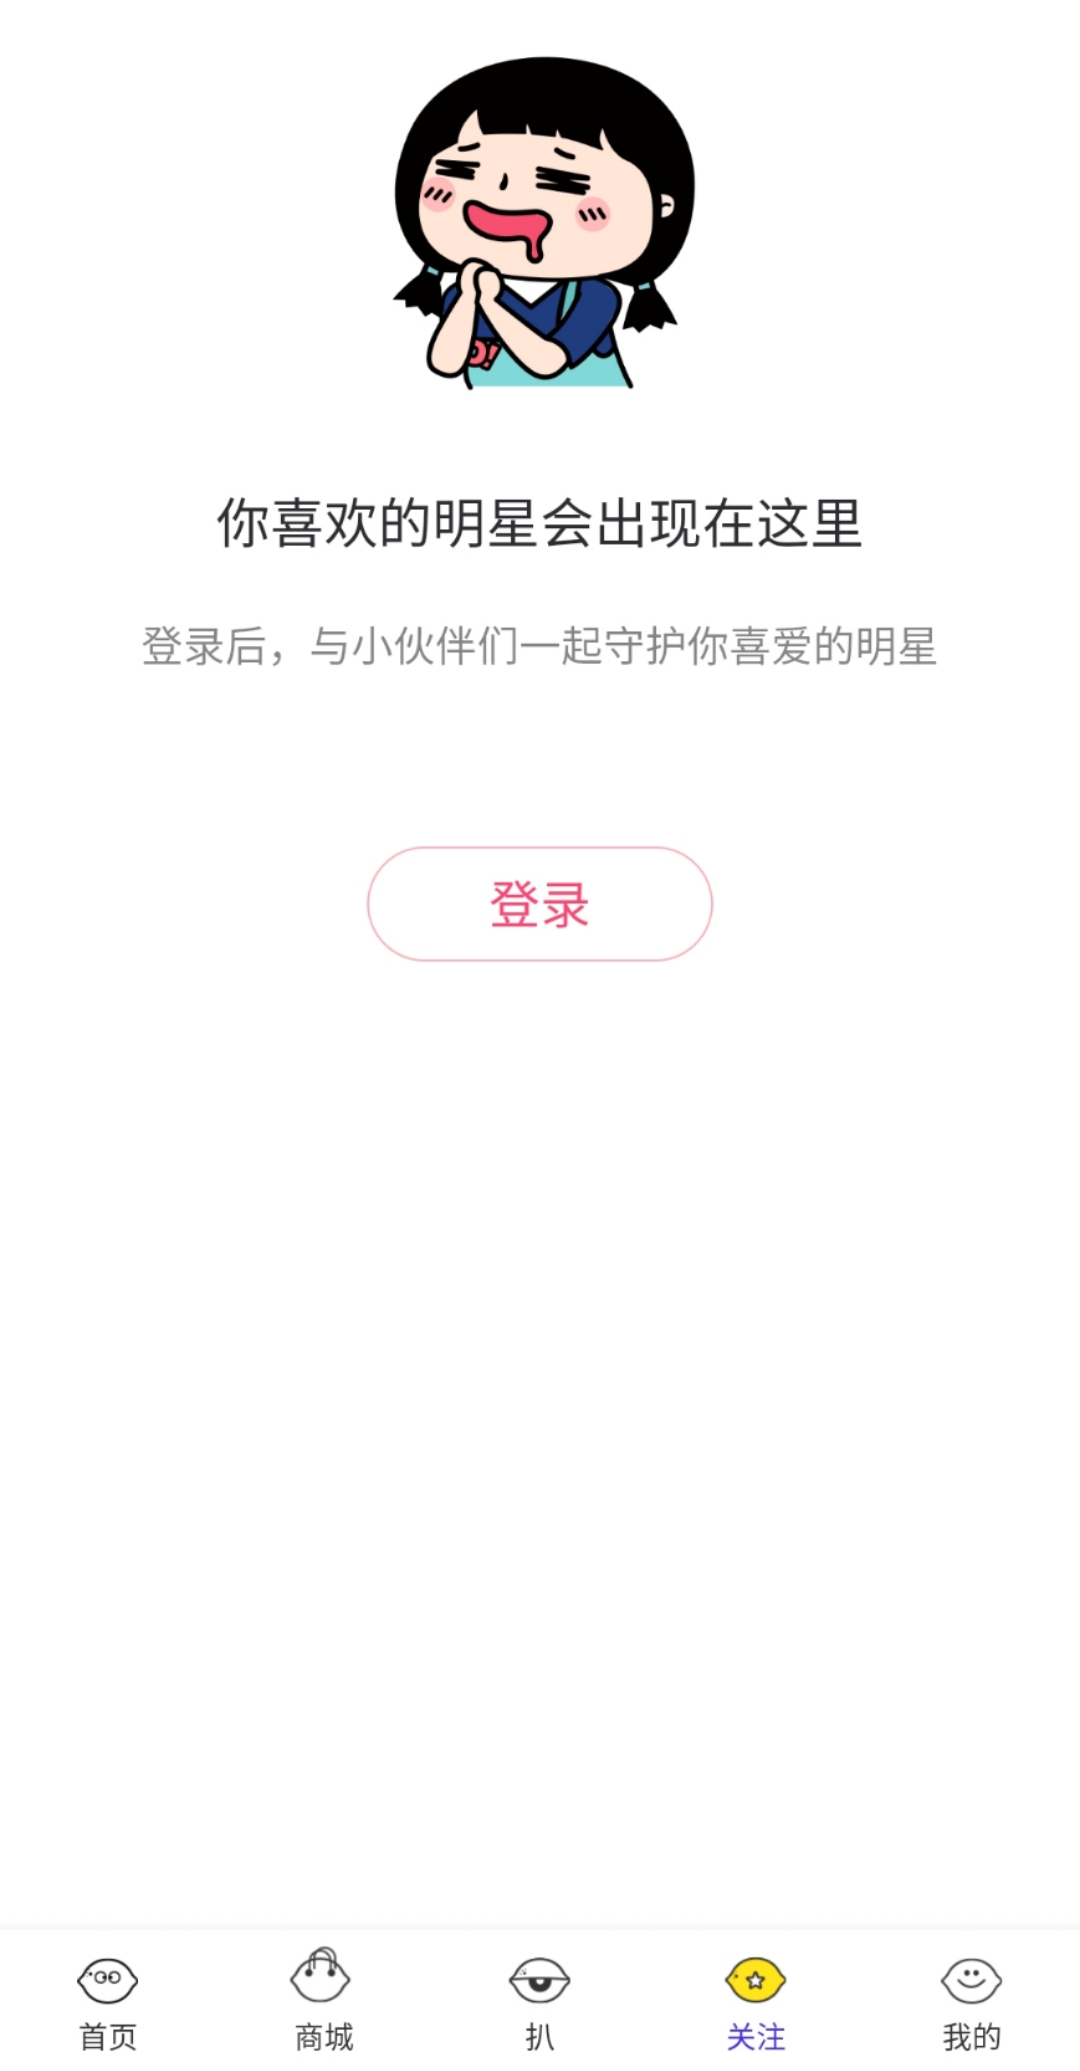 你喜欢的明星会出现在这里
登录后，与小伙伴们一起守护你喜爱的明星
登录
首页
商城
扒
关注
我的